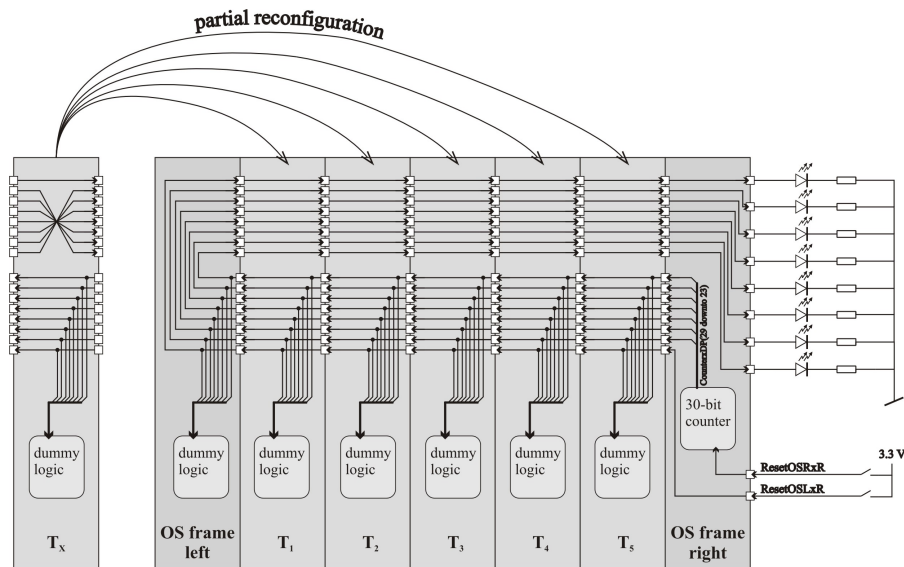 partial reconfiguration
CounterxDP(29 downto 23)
30-bit
counter
3.3 V
ResetOSRxR
ResetOSLxR
dummy
logic
dummy
logic
dummy
logic
dummy
logic
dummy
logic
dummy
logic
dummy
logic
TX
OS frame
left
T1
T2
T3
T4
T5
OS frame
right